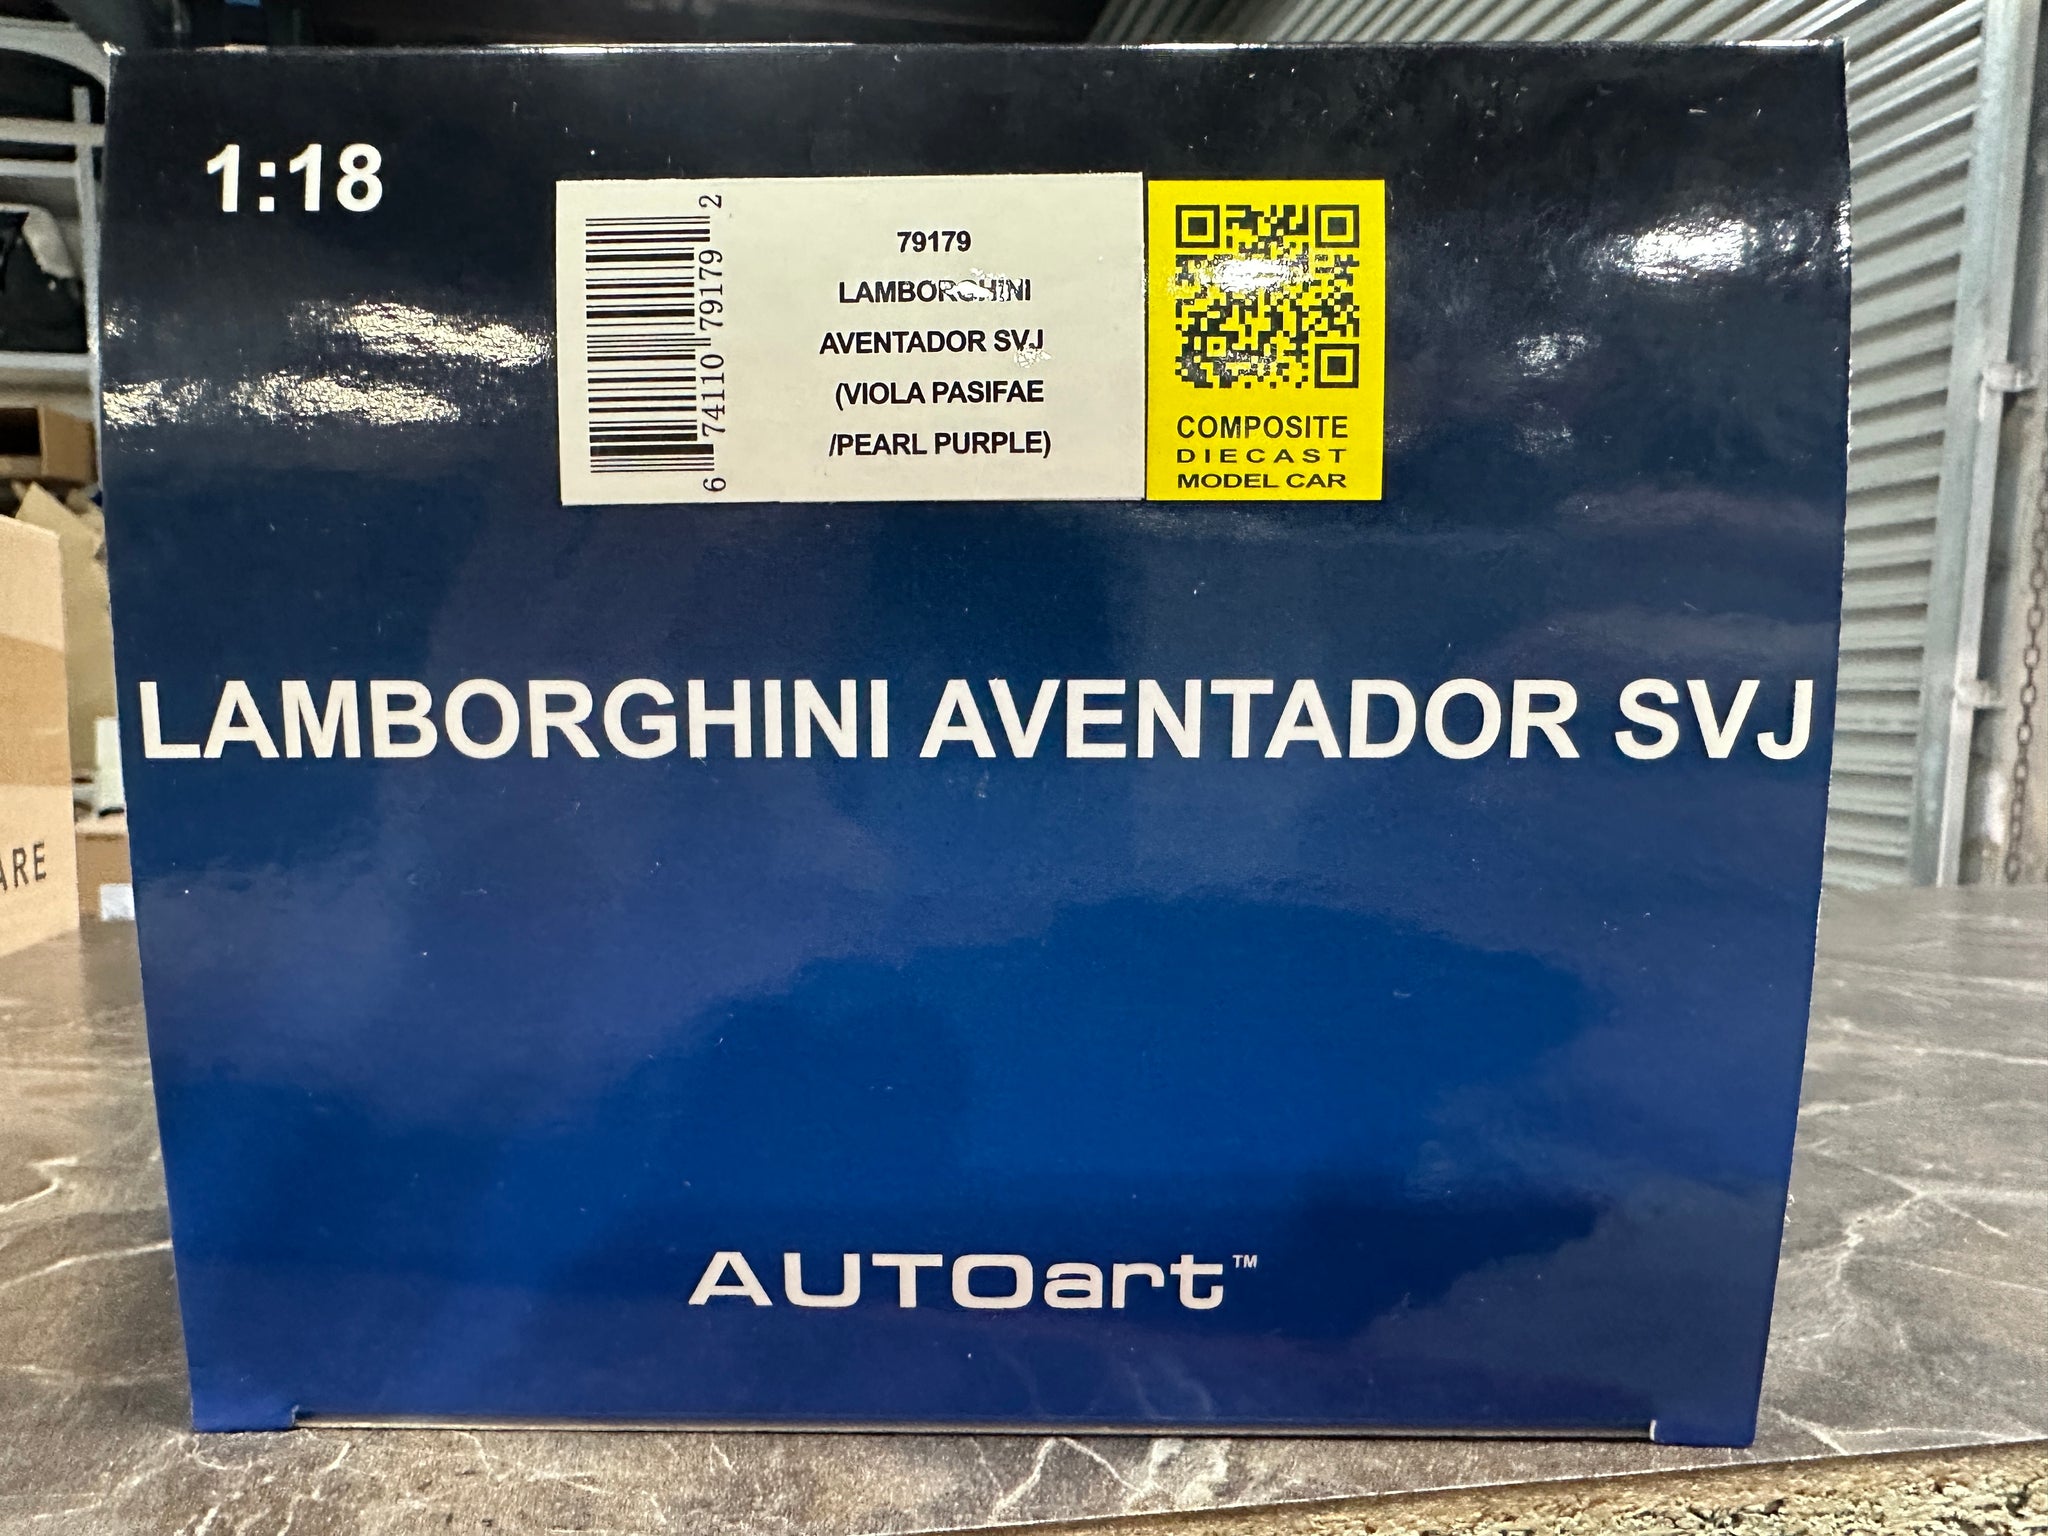 1:18
6 74110 79179 2
79179
LAMBORGHINI
AVENTADOR SVJ
(VIOLA PASIFAE
/PEARL PURPLE)
COMPOSITE
DIECAST
MODEL CAR
LAMBORGHINI AVENTADOR SVJ
ARE
AUTOart™